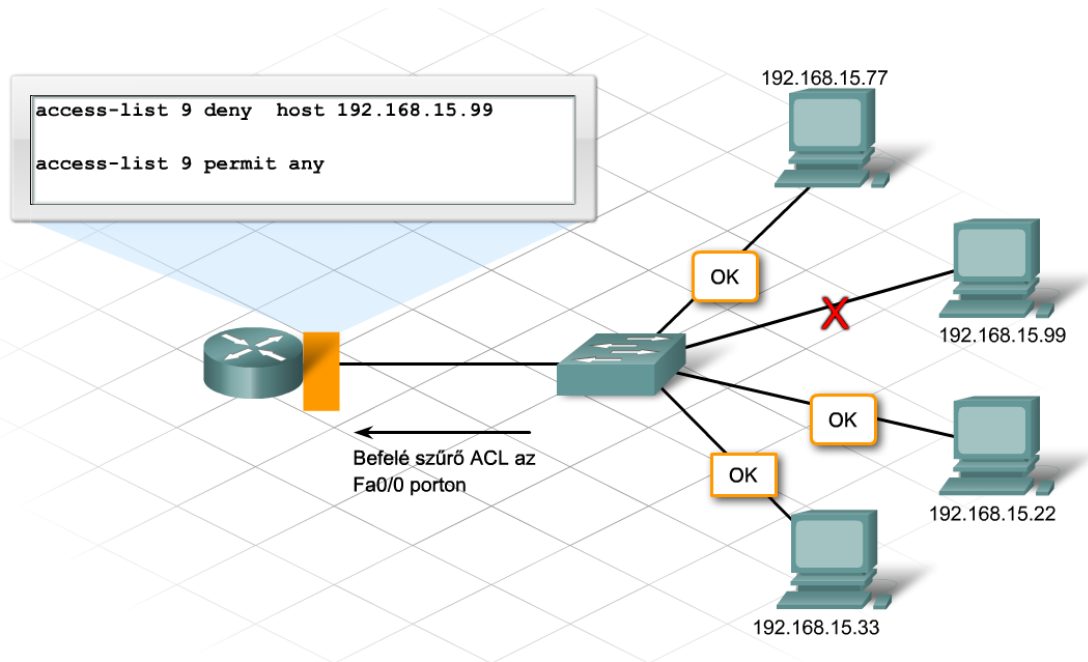 192.168.15.77
access-list 9 deny  host 192.168.15.99
access-list 9 permit any
OK
192.168.15.99
OK
Befelé szűrő ACL az
Fa0/0 porton
OK
192.168.15.22
192.168.15.33